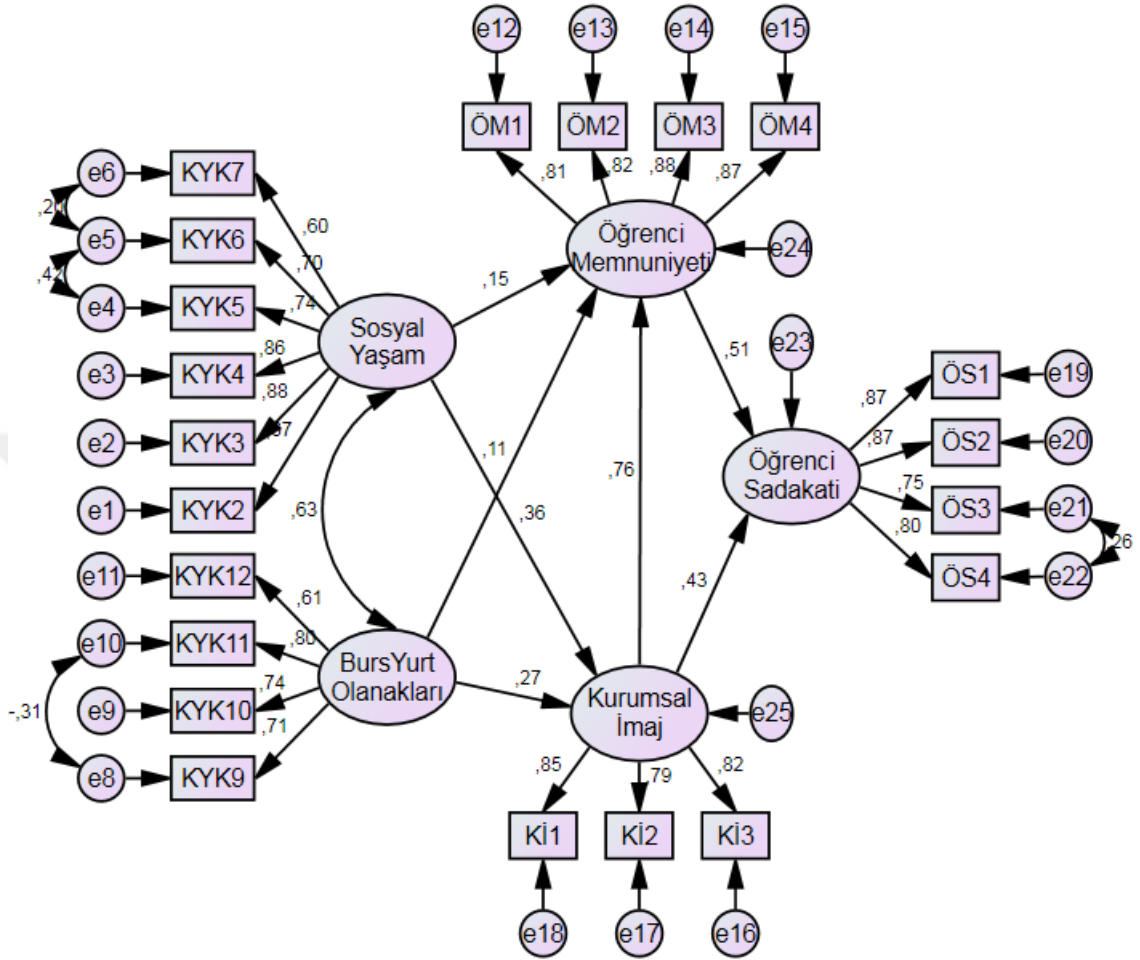 e12
e13
e14
e15
ÖM1
ÖM2
ÖM3
ÖM4
,81
,82
,88
,87
e6
KYK7
,60
e5
KYK6
,70
,42
e4
KYK5
,74
e3
KYK4
,86
e2
KYK3
,88
e1
KYK2
Sosyal
Yaşam
,63
e11
KYK12
,61
e10
KYK11
,80
e9
KYK10
,74
e8
KYK9
,71
-,31
BursYurt
Olanakları
,15
,11
,36
,27
Öğrenci
Memnuniyeti
e24
,76
,51
,43
e23
Öğrenci
Sadakati
,87
ÖS1
e19
,87
ÖS2
e20
,75
ÖS3
e21
,80
ÖS4
e22
Kurumsal
İmaj
e25
,85
,79
,82
Kİ1
Kİ2
Kİ3
e18
e17
e16